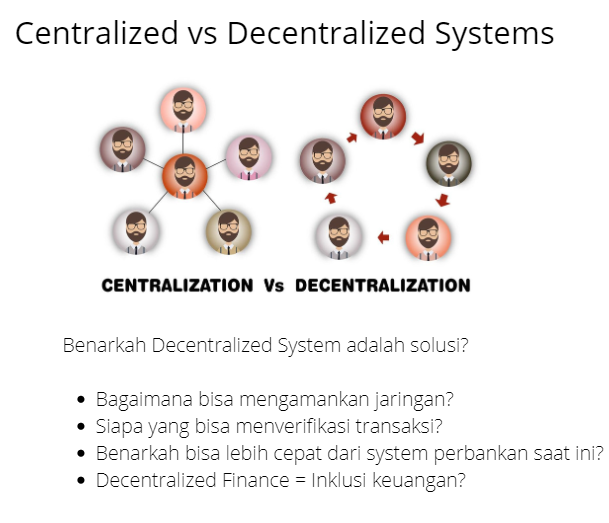 Centralized vs Decentralized Systems
CENTRALIZATION Vs DECENTRALIZATION
Benarkah Decentralized System adalah solusi?
• Bagaimana bisa mengamankan jaringan?
• Siapa yang bisa menverifikasi transaksi?
• Benarkah bisa lebih cepat dari system perbankan saat ini?
• Decentralized Finance = Inklusi keuangan?